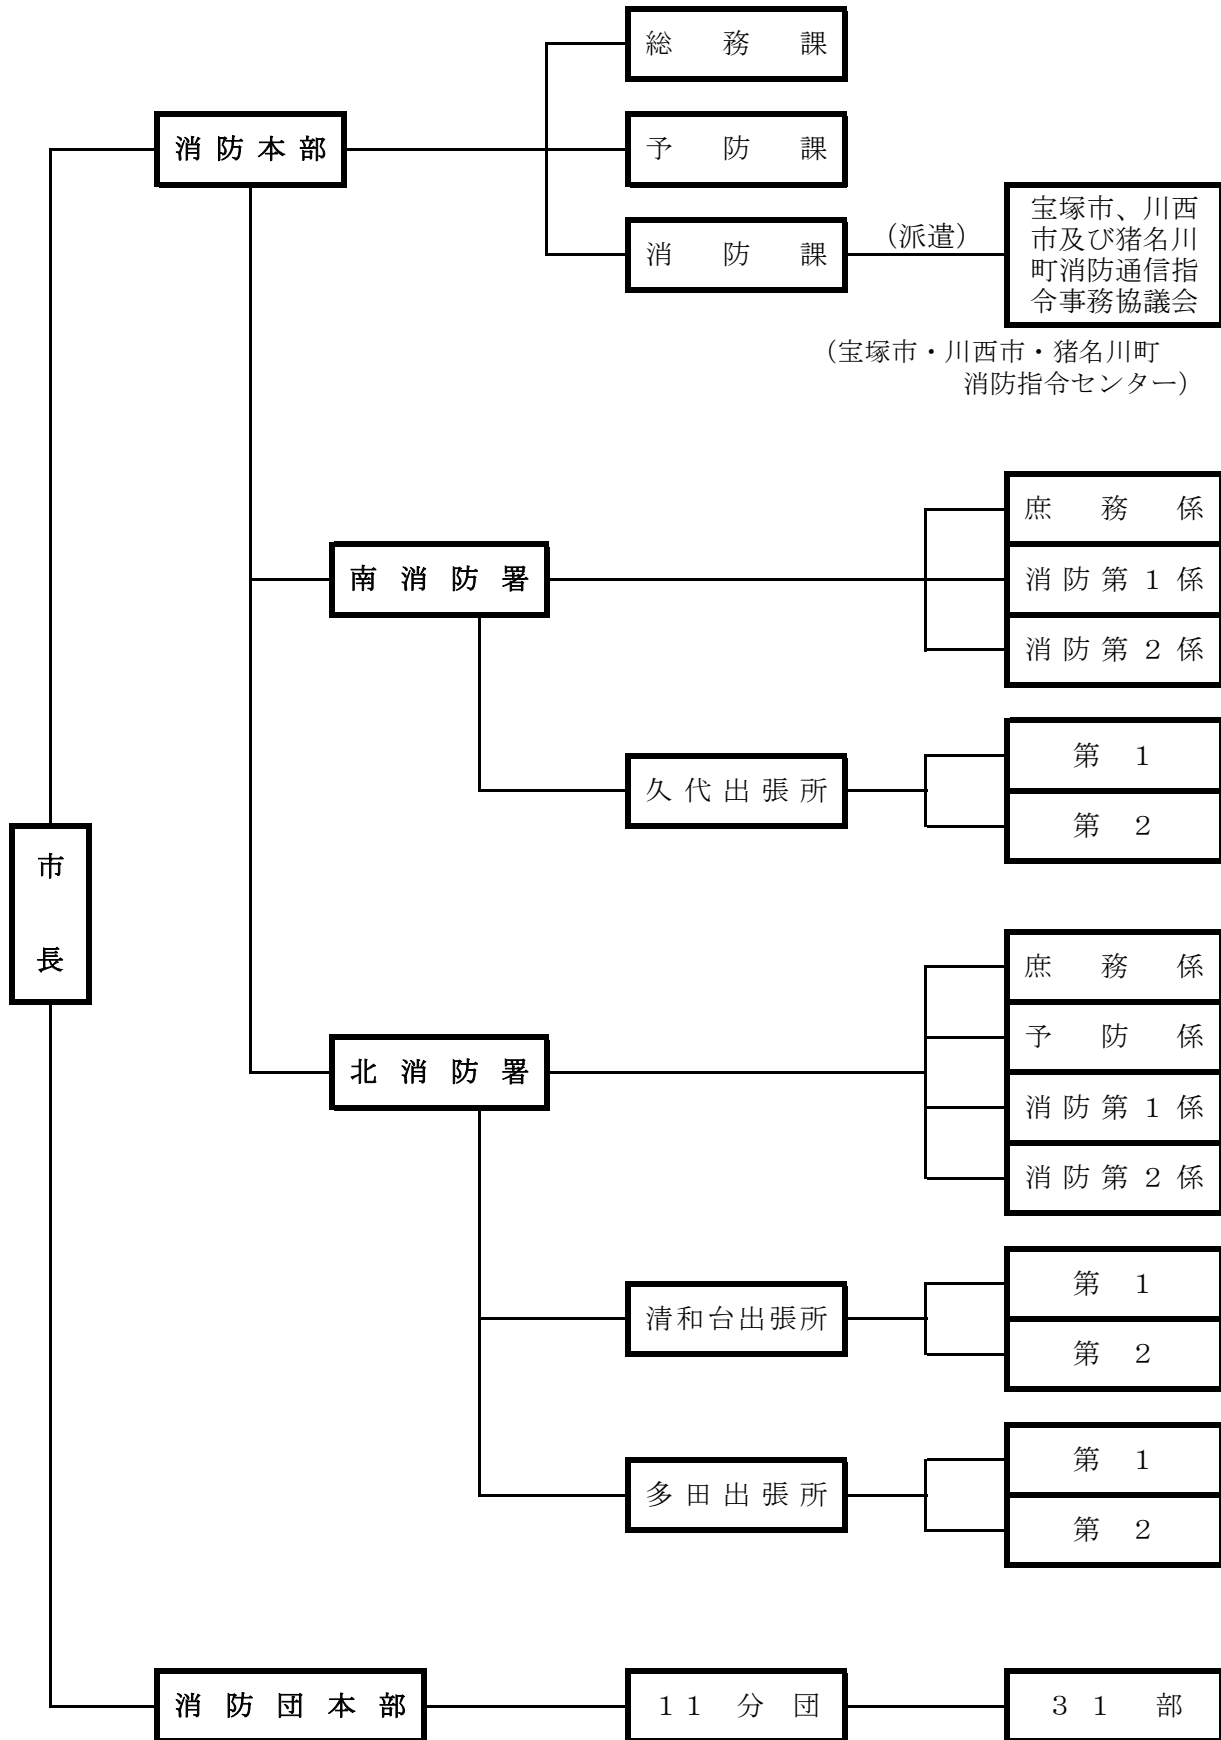 総務課
消防本部
予防課
消防課
(派遣)
宝塚市、川西
市及び猪名川
町消防通信指
令事務協議会
(宝塚市・川西市・猪名川町
消防指令センター)
庶務係
南消防署
消防第1係
消防第2係
久代出張所
第1
第2
市
長
庶務係
予防係
北消防署
消防第1係
消防第2係
清和台出張所
第1
第2
多田出張所
第1
第2
消防団本部
11分団
31部